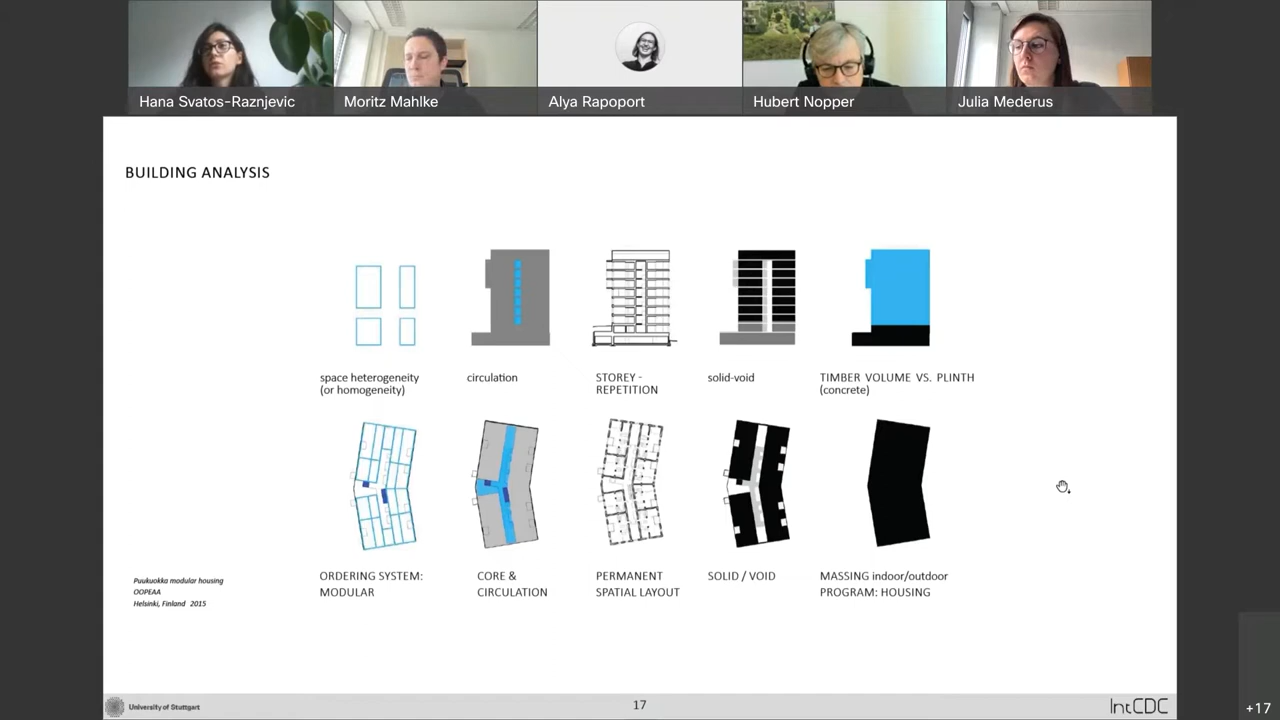 Hana Svatos-Raznjevic
Moritz Mahlke
Alya Rapoport
Hubert Nopper
Julia Mederus
BUILDING ANALYSIS
space heterogeneity
(or homogeneity)
circulation
STOREY -
REPETITION
solid-void
TIMBER VOLUME VS. PLINTH
(concrete)
ORDERING SYSTEM:
MODULAR
CORE &
CIRCULATION
PERMANENT
SPATIAL LAYOUT
SOLID / VOID
MASSING indoor/outdoor
PROGRAM: HOUSING
Puukuokka modular housing
OOPEAA
Helsinki, Finland 2015
University of Stuttgart
17
IntCDC
+17